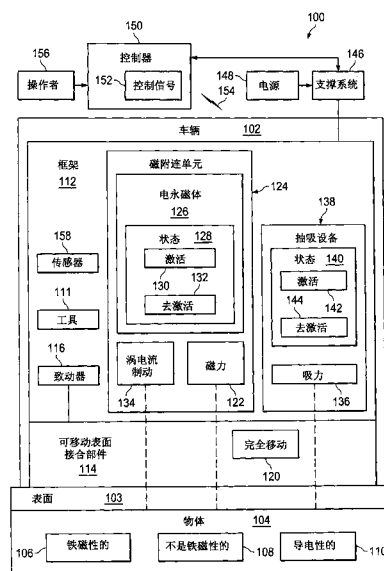 100
150
156
控制器
146
操作者
152
控制信号
148
电源
支撑系统
154
车辆 102
框架
112
磁附连单元
124
电永磁体
126
138
状态 128
激活
130
132
去激活
抽吸设备
状态 140
激活
144
142
去激活
158
传感器
111
工具
116
致动器
涡电流
制动
134
磁力
122
吸力
136
可移动表面
接合部件
114
完全移动
120
表面 103
物体 104
106
铁磁性的
不是铁磁性的
108
导电性的
110